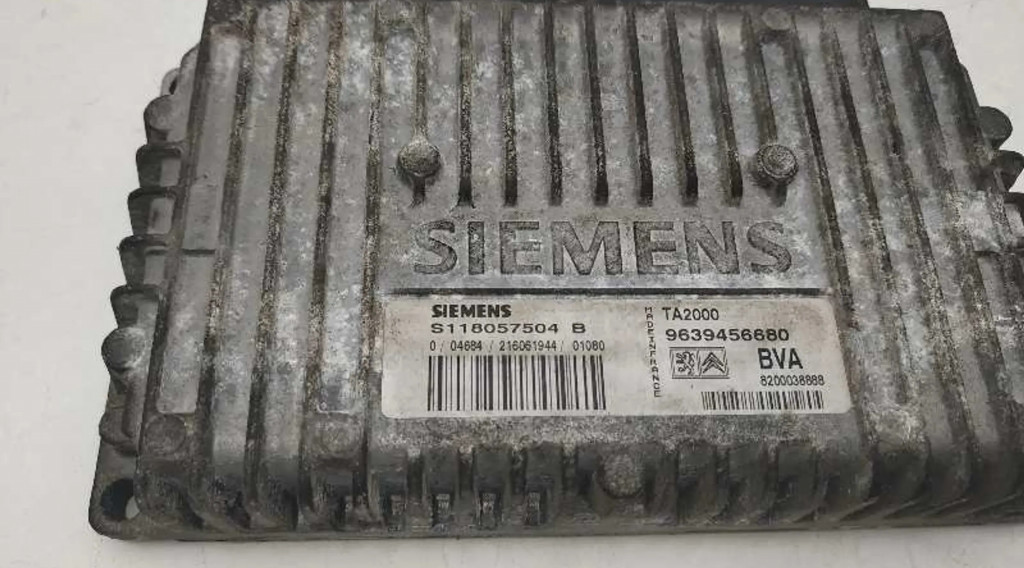 SIEMENS
SIEMENS
S118057504 B
0 / 04684 / 216061944 / 01080
MADE IN FRANCE
TA2000
9639456680
BVA
8200038888